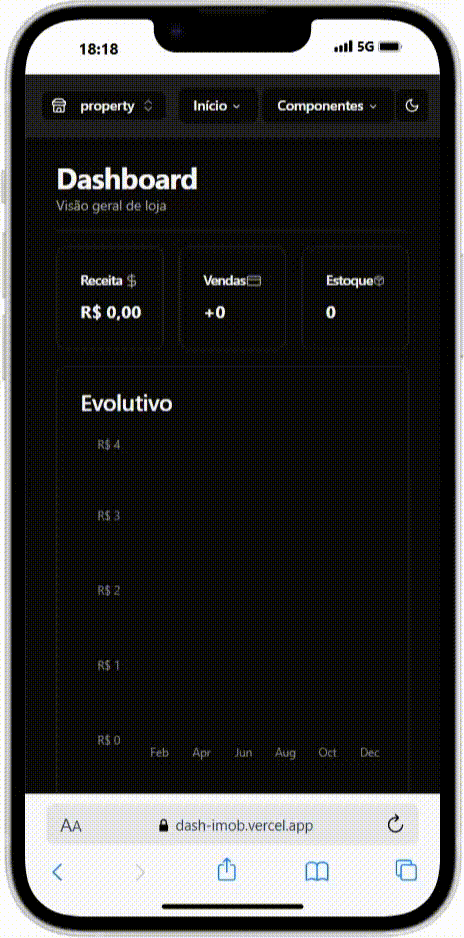 18:18 5G
property Início Componentes
Dashboard
Visão geral de loja
Receita Vendas Estoque
R$ 0,00 +0 0
Evolutivo
R$ 4
R$ 3
R$ 2
R$ 1
R$ 0
Feb Apr Jun Aug Oct Dec
AA dash-imob.vercel.app